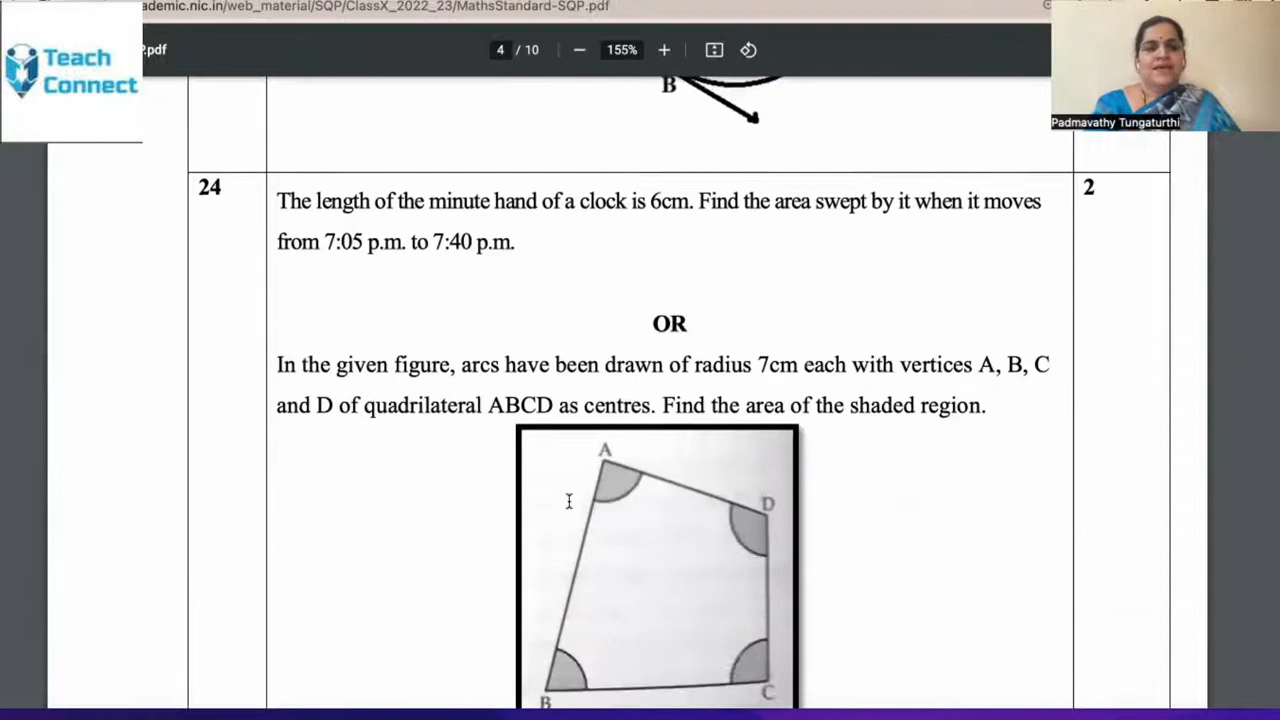 ademic.nic.in/web_material/SQP/ClassX_2022_23/MathsStandard-SQP.pdf
Teach
Connect
.pdf
4 / 10
155%
Padmavathy Tungaturthi
B
24
2
The length of the minute hand of a clock is 6cm. Find the area swept by it when it moves
from 7:05 p.m. to 7:40 p.m.
OR
In the given figure, arcs have been drawn of radius 7cm each with vertices A, B, C
and D of quadrilateral ABCD as centres. Find the area of the shaded region.
A
D
B
C